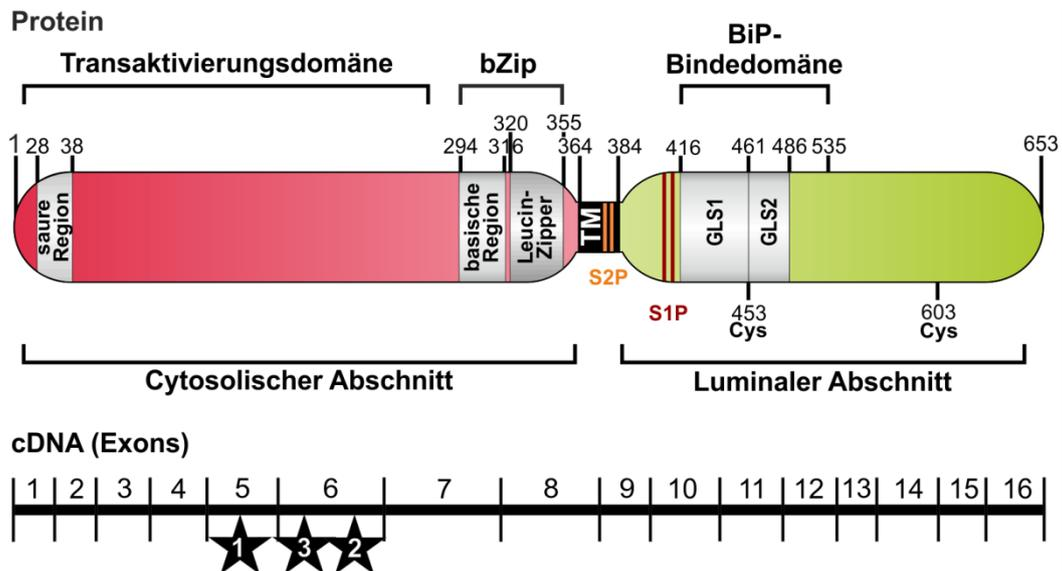 Protein
Transaktivierungsdomäne
bZip
BiP-
Bindedomäne
320 355
1 28 38 294 316 364 384 416 461 486 535 653
saure
Region
basische
Region
Leucin-
Zipper
TM
GLS1
GLS2
S2P
S1P
453
Cys
603
Cys
Cytosolischer Abschnitt
Luminaler Abschnitt
cDNA (Exons)
1 2 3 4 5 6 7 8 9 10 11 12 13 14 15 16
1 3 2